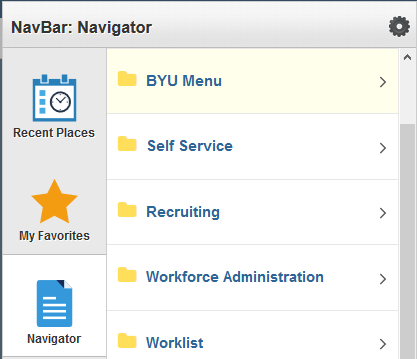 NavBar: Navigator
Recent Places
My Favorites
Navigator
BYU Menu
Self Service
Recruiting
Workforce Administration
Worklist